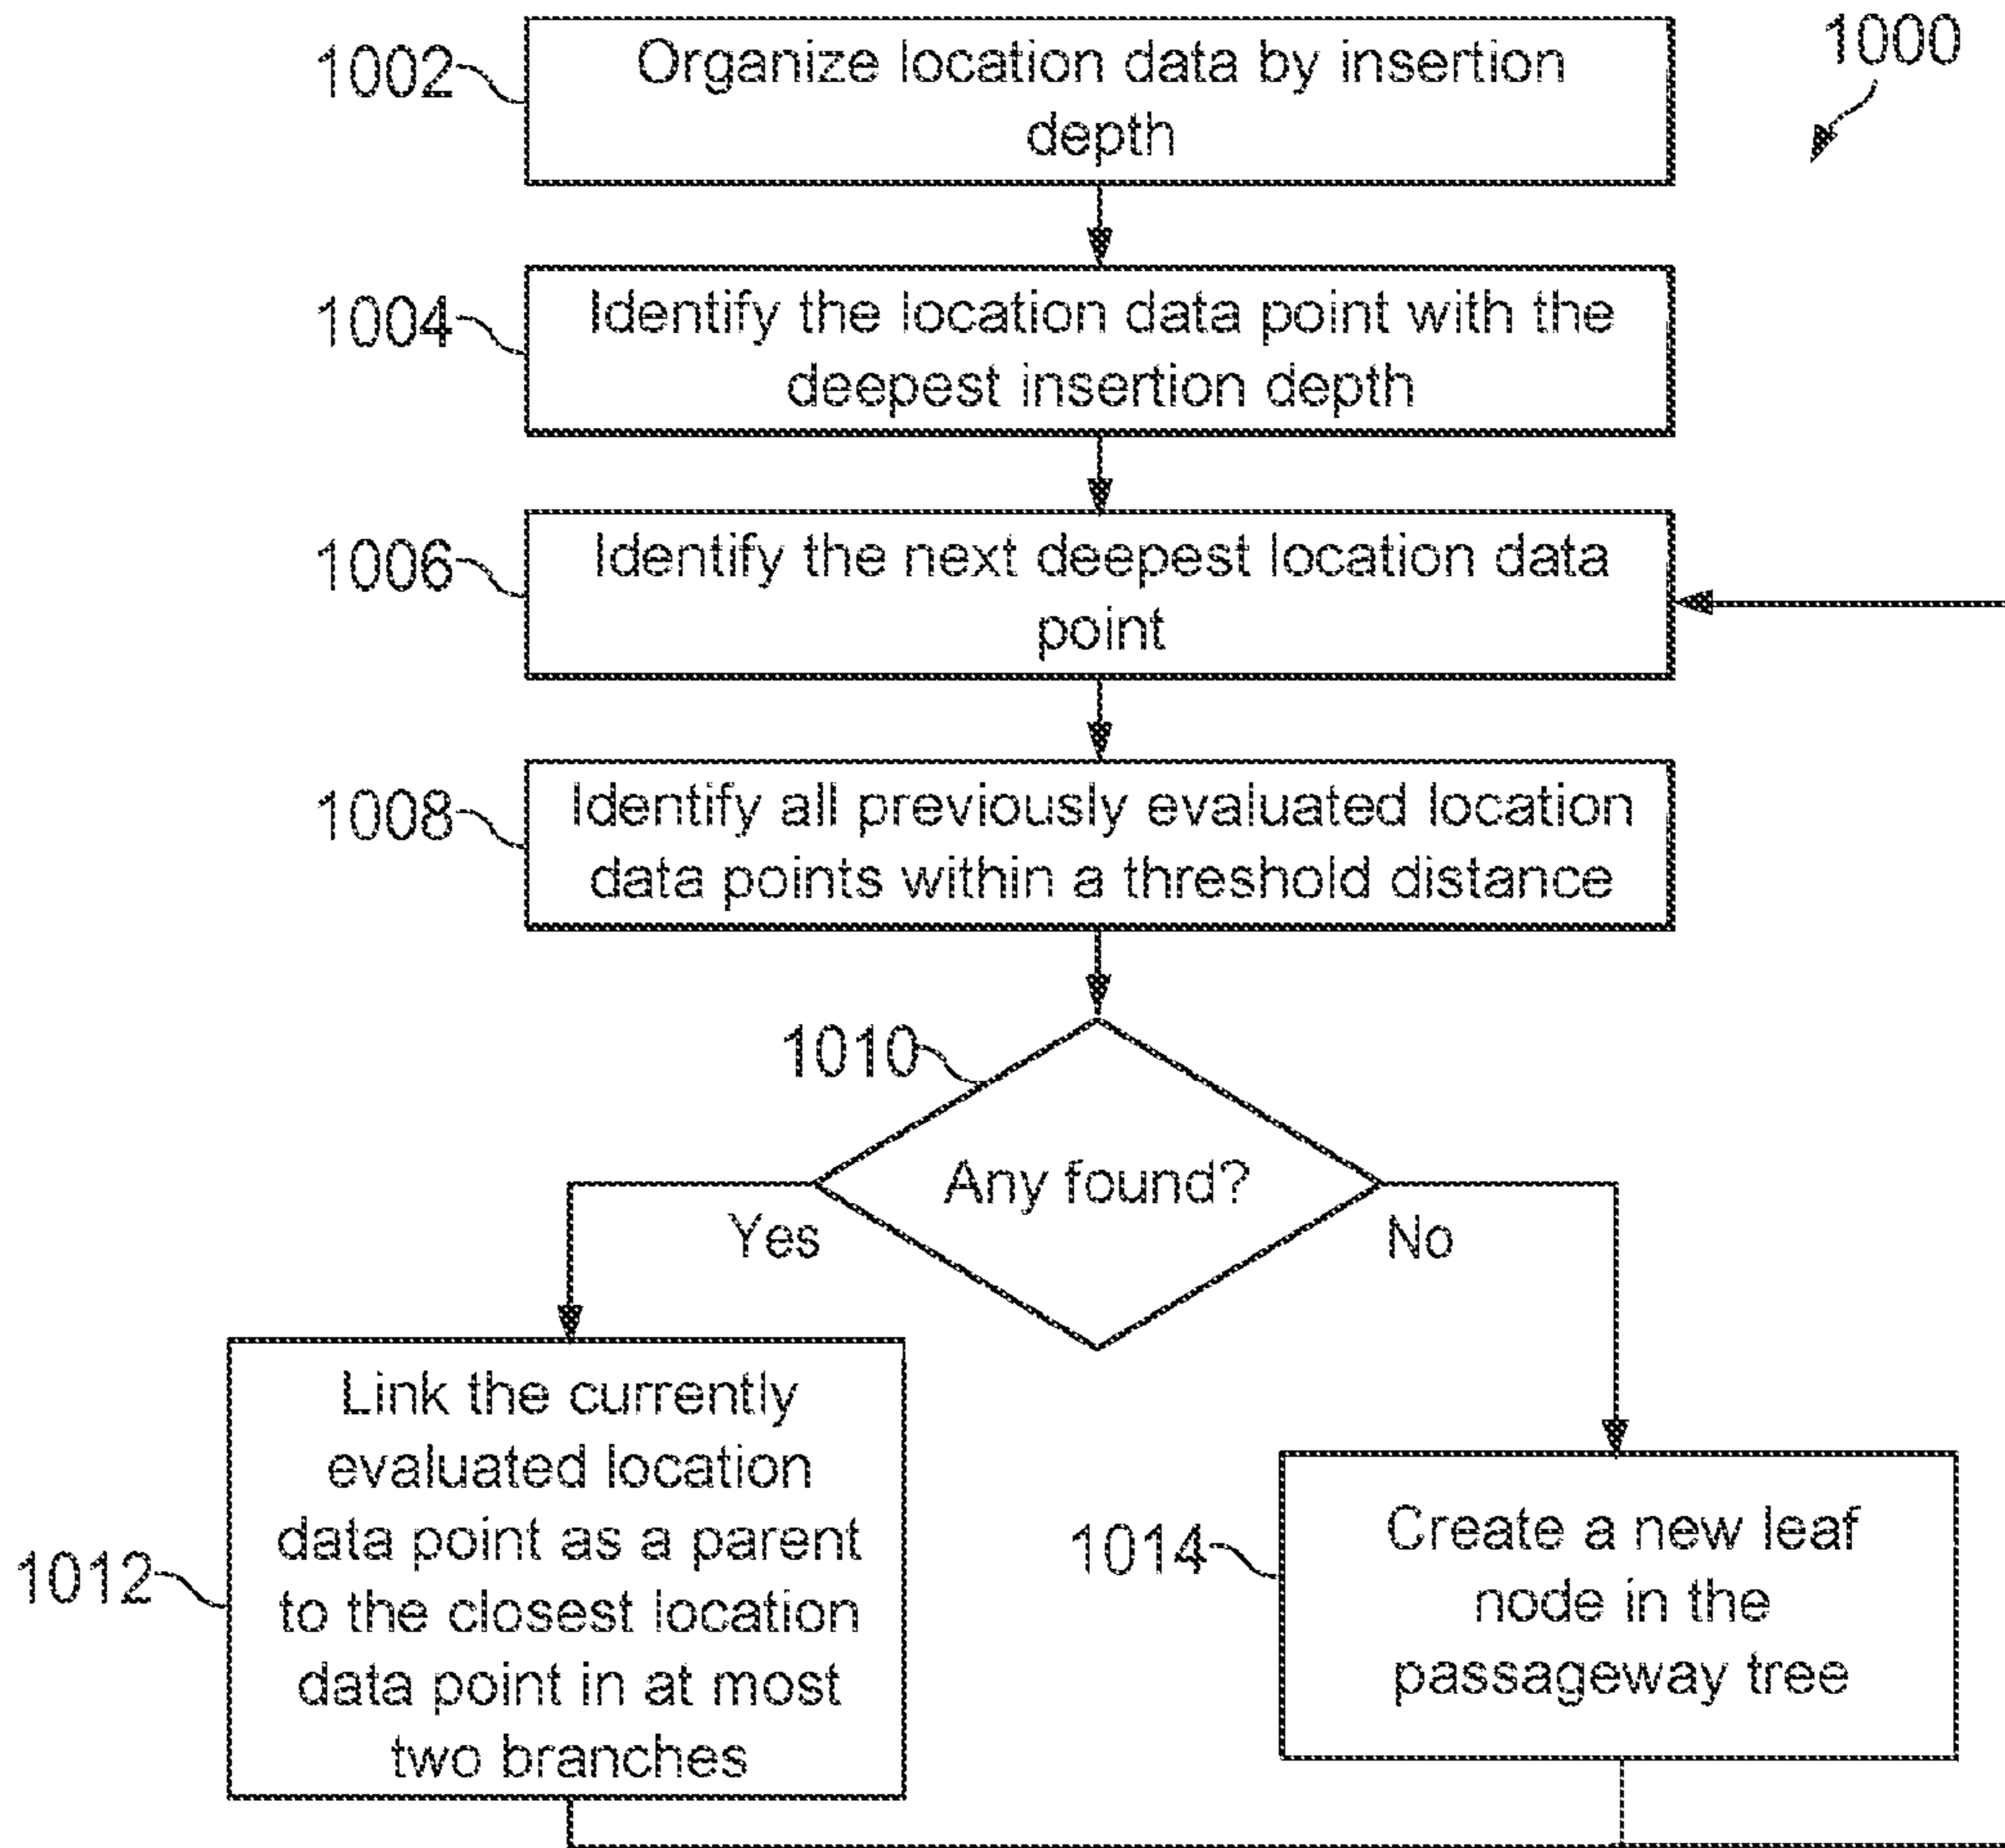 1000
1002
Organize location data by insertion
depth
1004
Identify the location data point with the
deepest insertion depth
1006
Identify the next deepest location data
point
1008
Identify all previously evaluated location
data points within a threshold distance
1010
Any found?
Yes
No
1012
Link the currently
evaluated location
data point as a parent
to the closest location
data point in at most
two branches
1014
Create a new leaf
node in the
passageway tree